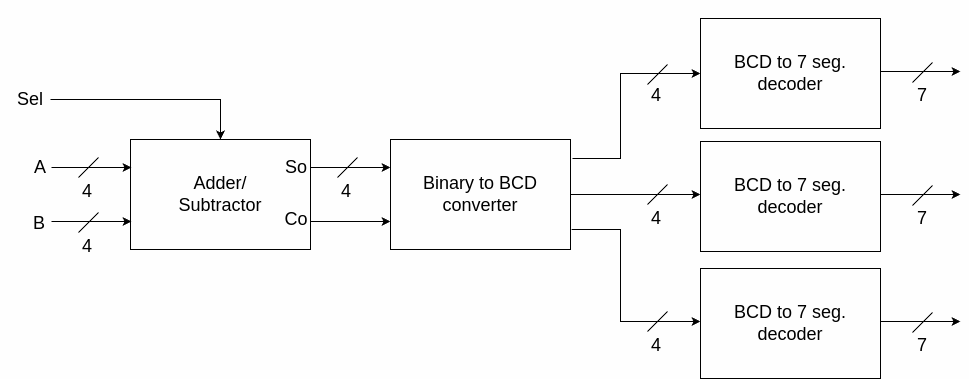 BCD to 7 seg.
decoder
4
7
Sel
A
4
B
4
Adder/
Subtractor
So
Co
4
Binary to BCD
converter
BCD to 7 seg.
decoder
4
7
BCD to 7 seg.
decoder
4
7